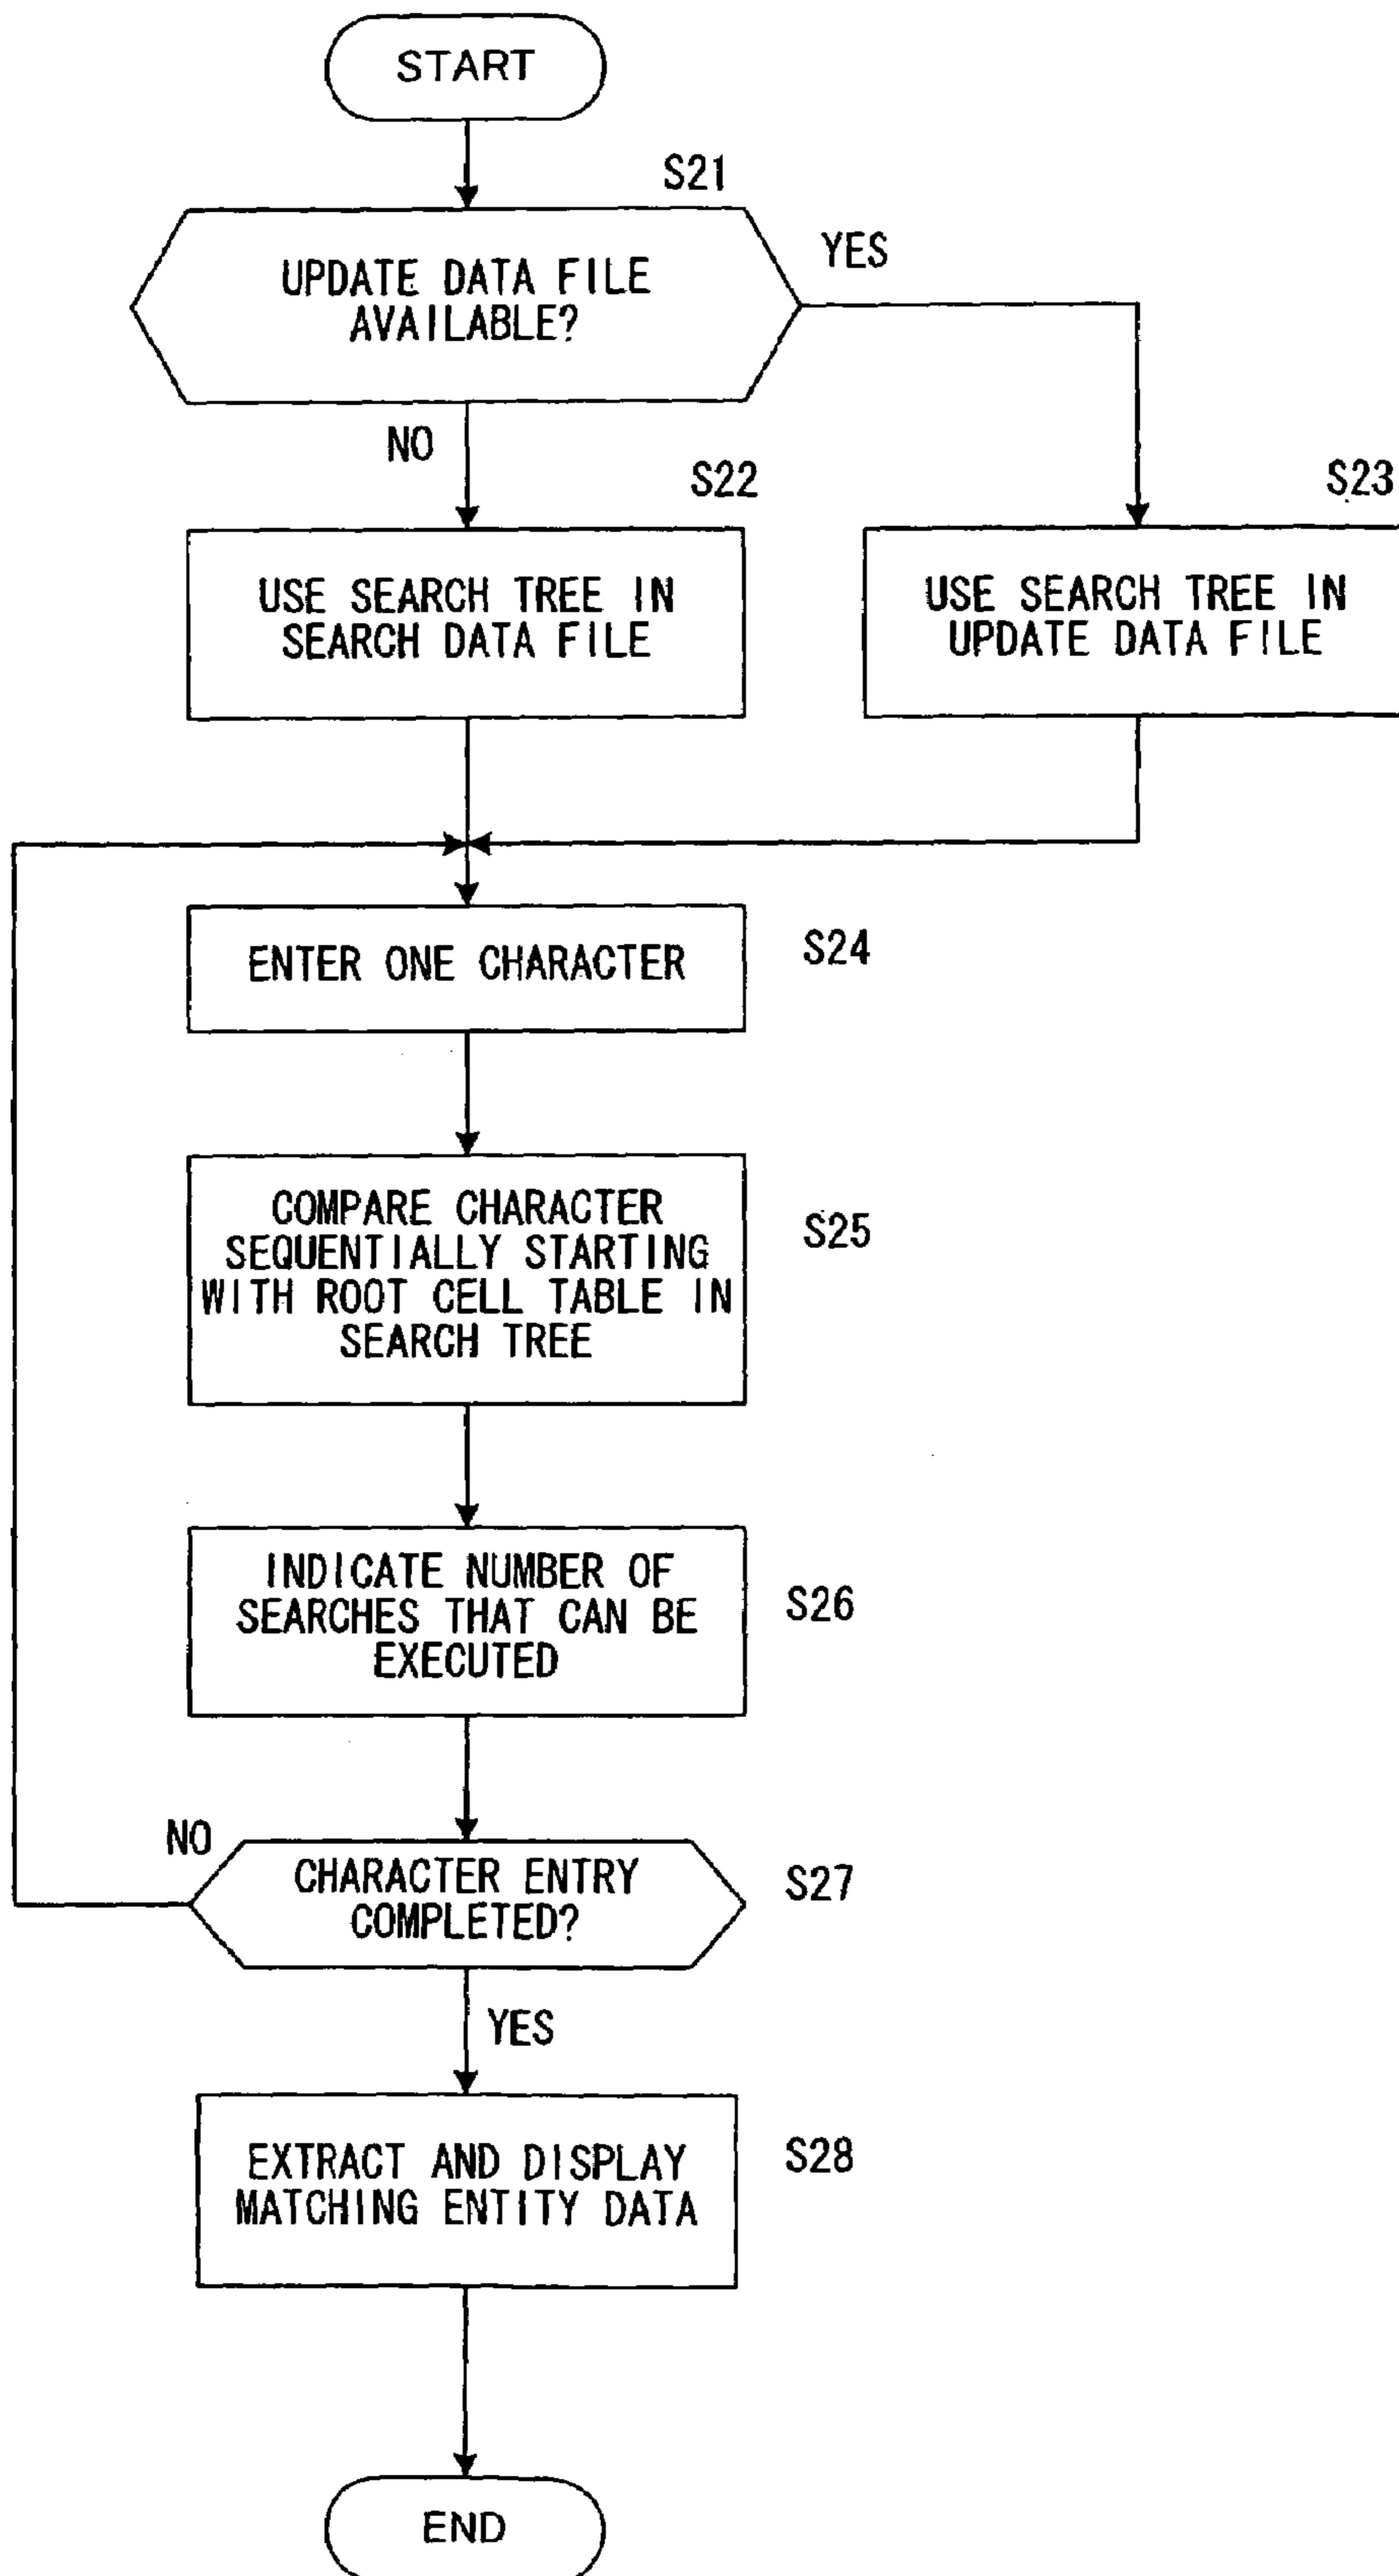 START
S21
UPDATE DATA FILE
AVAILABLE?
YES
NO
S22
S23
USE SEARCH TREE IN
SEARCH DATA FILE
USE SEARCH TREE IN
UPDATE DATA FILE
ENTER ONE CHARACTER
S24
COMPARE CHARACTER
SEQUENTIALLY STARTING
WITH ROOT CELL TABLE IN
SEARCH TREE
S25
INDICATE NUMBER OF
SEARCHES THAT CAN BE
EXECUTED
S26
NO
CHARACTER ENTRY
COMPLETED?
S27
YES
EXTRACT AND DISPLAY
MATCHING ENTITY DATA
S28
END